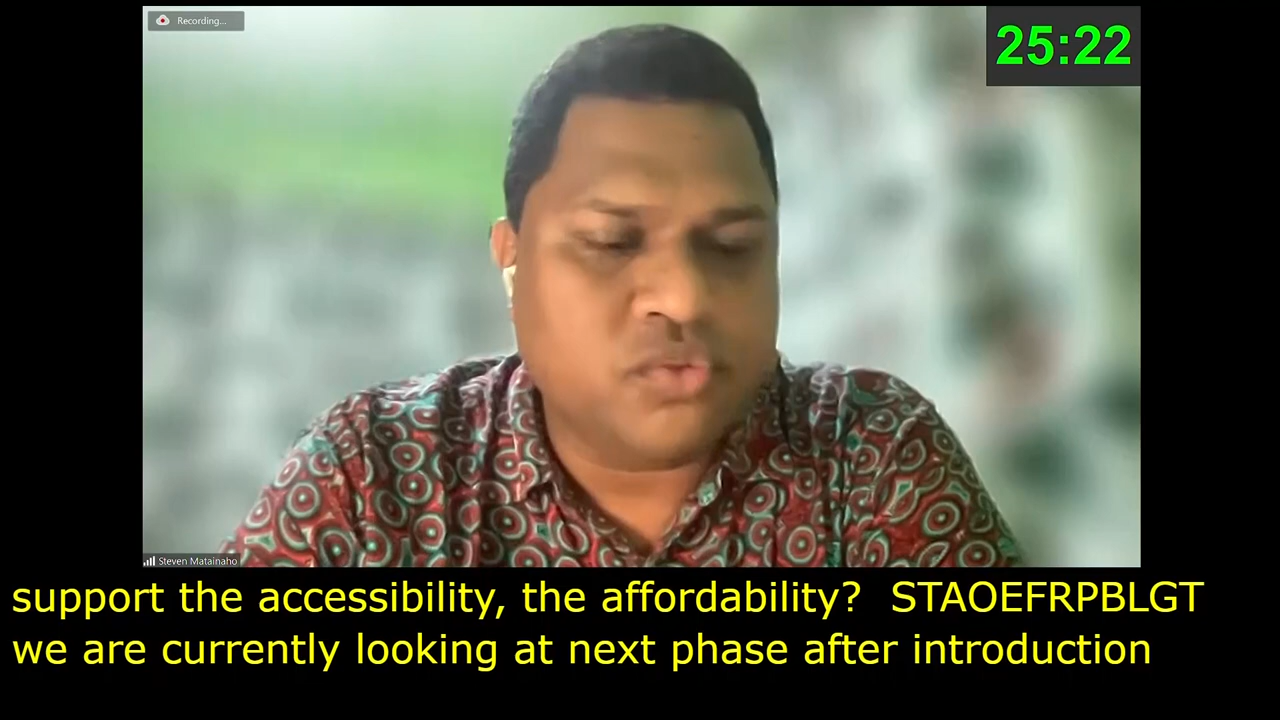 Recording...
25:22
Steven Matainaho
support the accessibility, the affordability?  STAOEFRPBLGT
we are currently looking at next phase after introduction